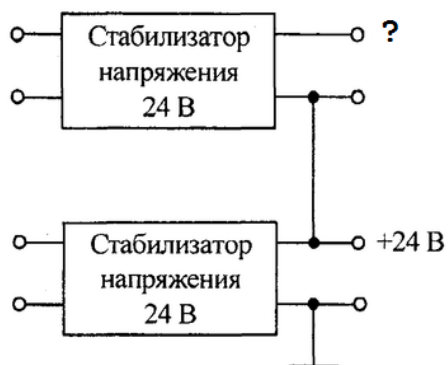 ?
Стабилизатор
напряжения
24 В
Стабилизатор
напряжения
24 В
+24 В